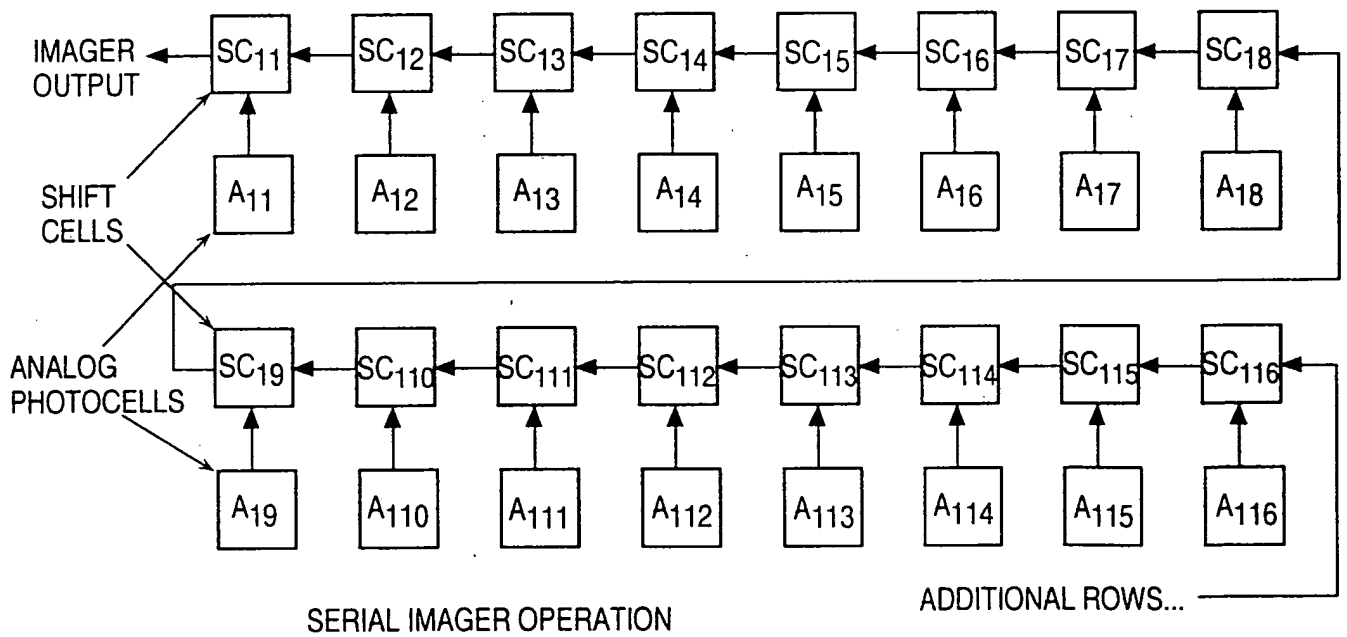 IMAGER
OUTPUT
SC11 SC12 SC13 SC14 SC15 SC16 SC17 SC18
A11 A12 A13 A14 A15 A16 A17 A18
SHIFT
CELLS
SC19 SC110 SC111 SC112 SC113 SC114 SC115 SC116
ANALOG
PHOTOCELLS
A19 A110 A111 A112 A113 A114 A115 A116
ADDITIONAL ROWS...
SERIAL IMAGER OPERATION